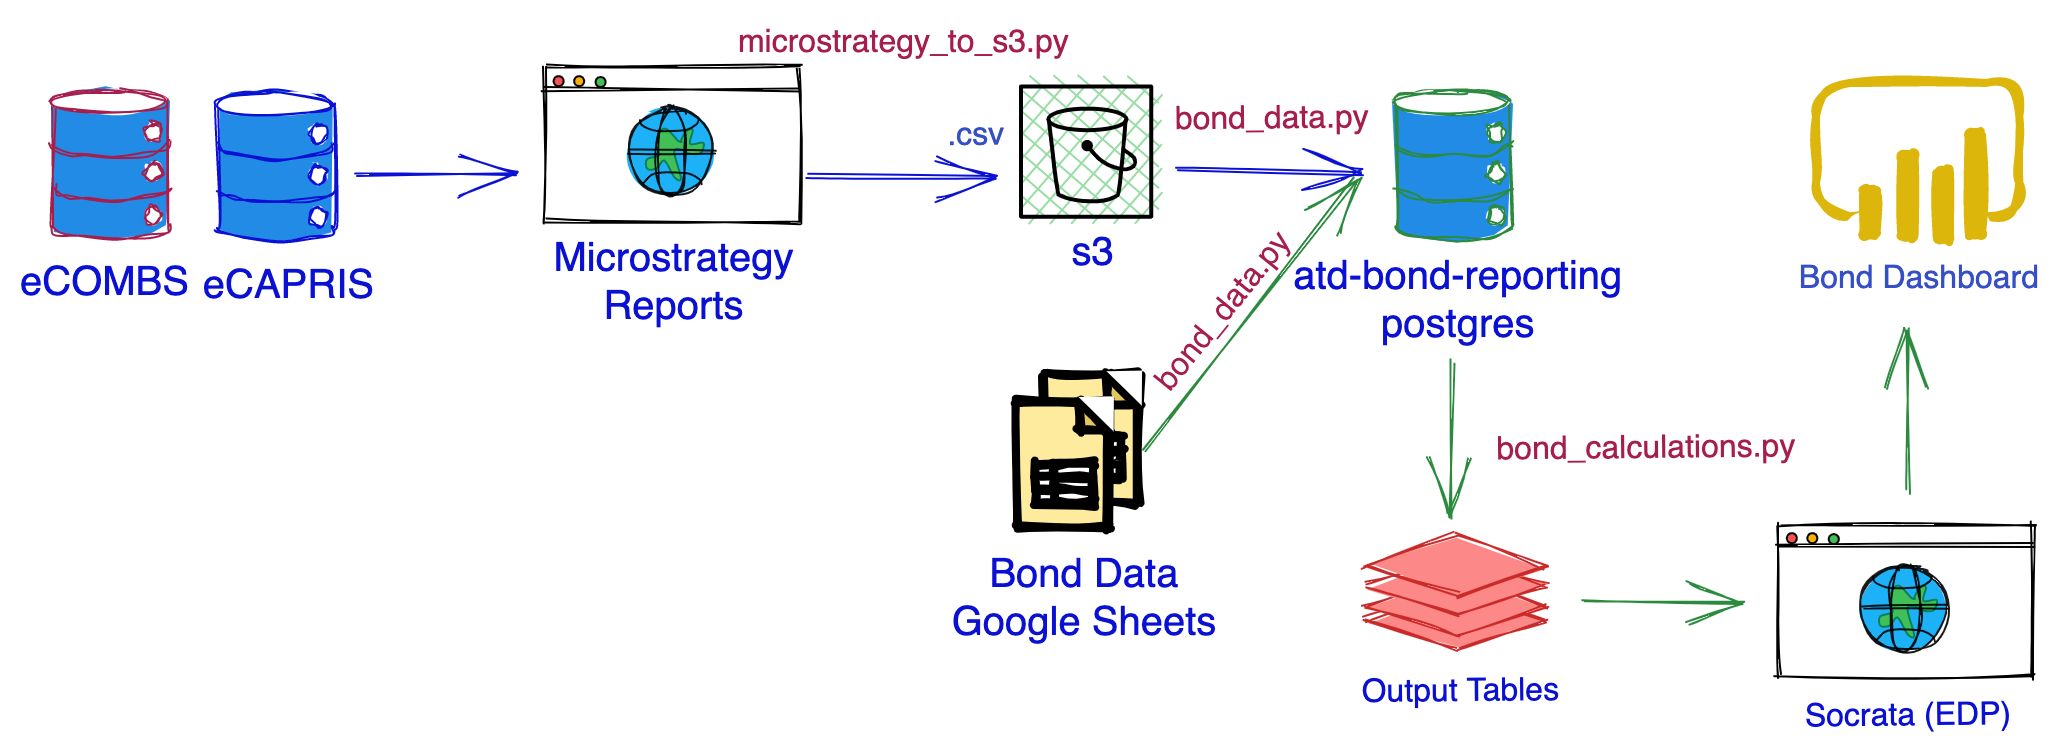 microstrategy_to_s3.py
.csv
bond_data.py
eCOMBS
eCAPRIS
Microstrategy
Reports
s3
bond_data.py
atd-bond-reporting
postgres
Bond Dashboard
bond_calculations.py
Bond Data
Google Sheets
Output Tables
Socrata (EDP)